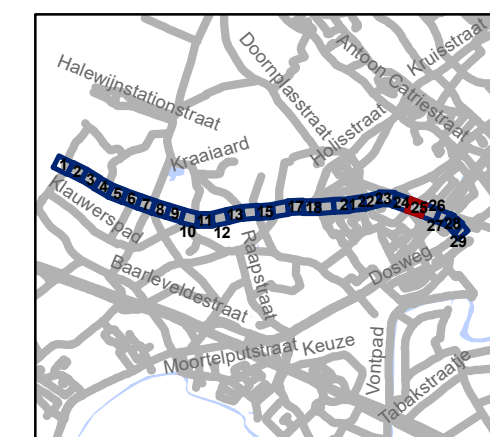 Kruisstraat
Antoon Catriestraat
Doornplasstraat
Halewijnstationstraat
Holisstraat
Kraaiaard
Klauwerspad
1 2 3 4 5 6 7 8 9 10 11 12 13 15 17 18 21 22 23 24 25 26 27 28 29
Raapstraat
Baarleveldestraat
Dosweg
Moortelputstraat
Keuze
Vontpad
Tabakstraatje